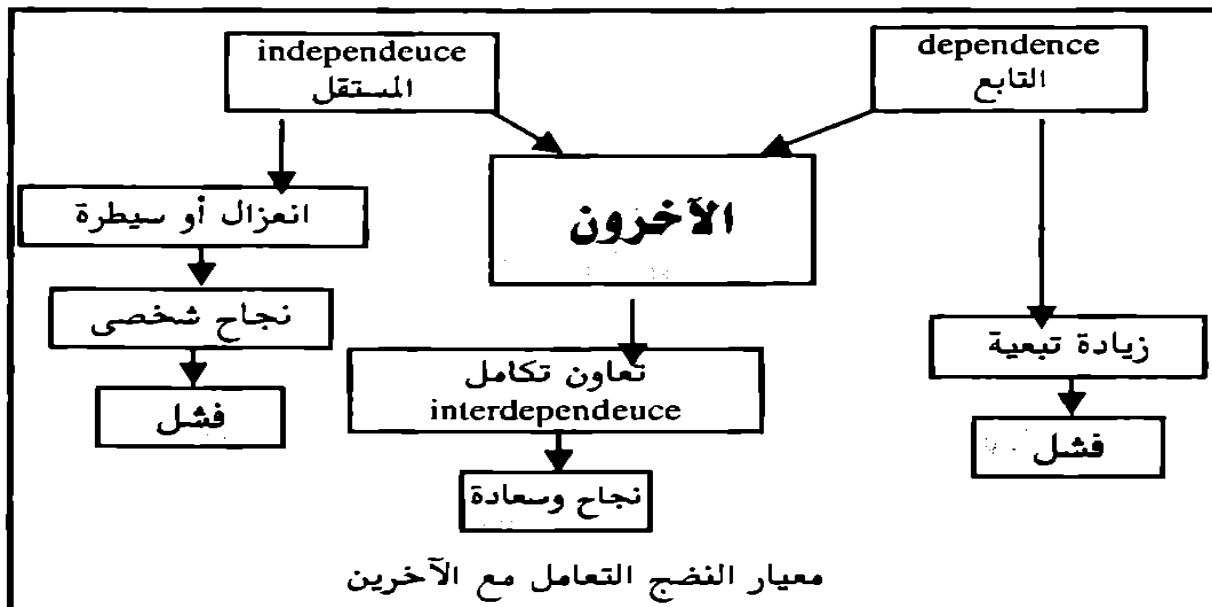 dependence
التابع
independeuce
المستقل
الآخرون
انعزال أو سيطرة
نجاح شخصى
زيادة تبعية
تعاون تكامل
interdependeuce
فشل
فشل
نجاح وسعادة
معيار النضج التعامل مع الآخرين